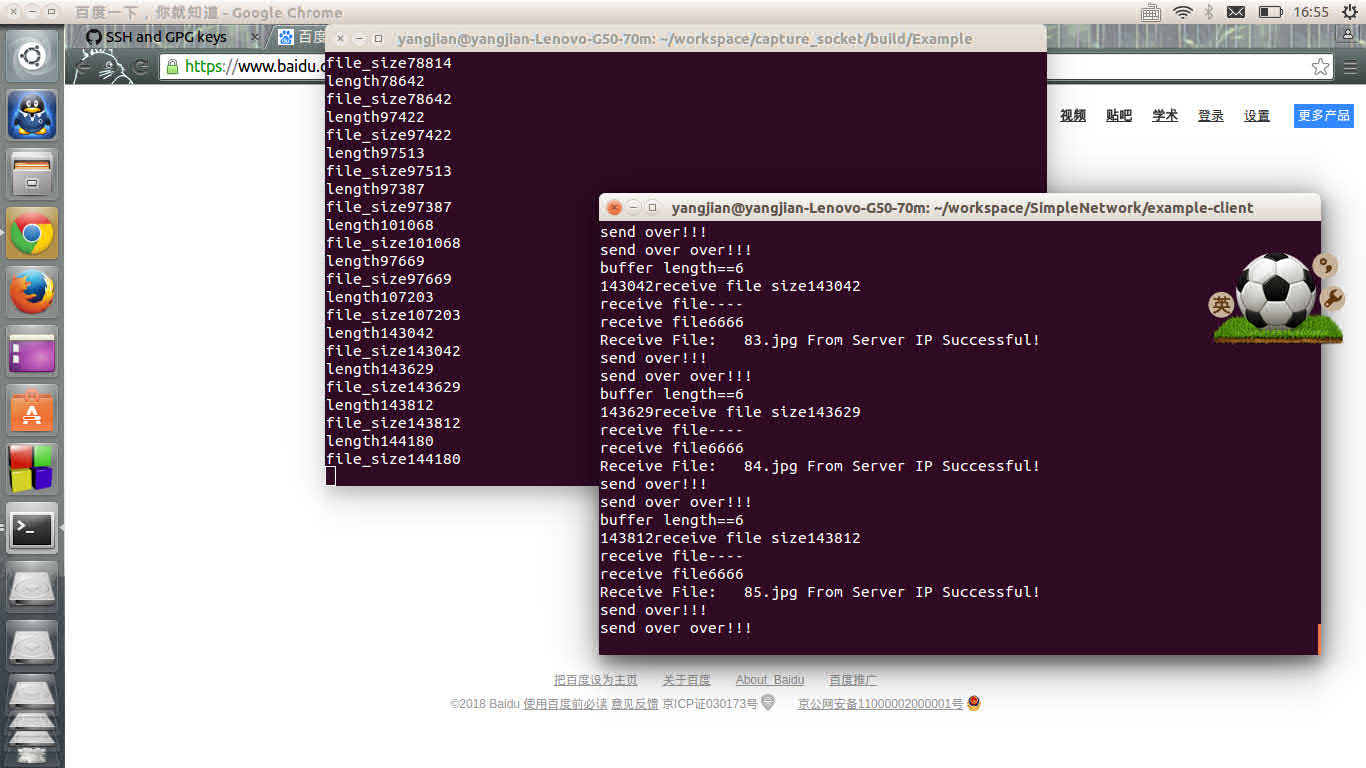 百度一下，你就知道 - Google Chrome
16:55
SSH and GPG keys
百度
https://www.baidu.c
yangjian@yangjian-Lenovo-G50-70m: ~/workspace/capture_socket/build/Example
file_size78814
length78642
file_size78642
length97422
file_size97422
length97513
file_size97513
length97387
file_size97387
length101068
file_size101068
length97669
file_size97669
length107203
file_size107203
length143042
file_size143042
length143629
file_size143629
length143812
file_size143812
length144180
file_size144180
视频 贴吧 学术 登录 设置 更多产品
yangjian@yangjian-Lenovo-G50-70m: ~/workspace/SimpleNetwork/example-client
send over!!!
send over over!!!
buffer length==6
143042receive file size143042
receive file----
receive file6666
Receive File:   83.jpg From Server IP Successful!
send over!!!
send over over!!!
buffer length==6
143629receive file size143629
receive file----
receive file6666
Receive File:   84.jpg From Server IP Successful!
send over!!!
send over over!!!
buffer length==6
143812receive file size143812
receive file----
receive file6666
Receive File:   85.jpg From Server IP Successful!
send over!!!
send over over!!!
英
把百度设为主页 关于百度 About Baidu 百度推广
©2018 Baidu 使用百度前必读 意见反馈 京ICP证030173号 京公网安备11000002000001号